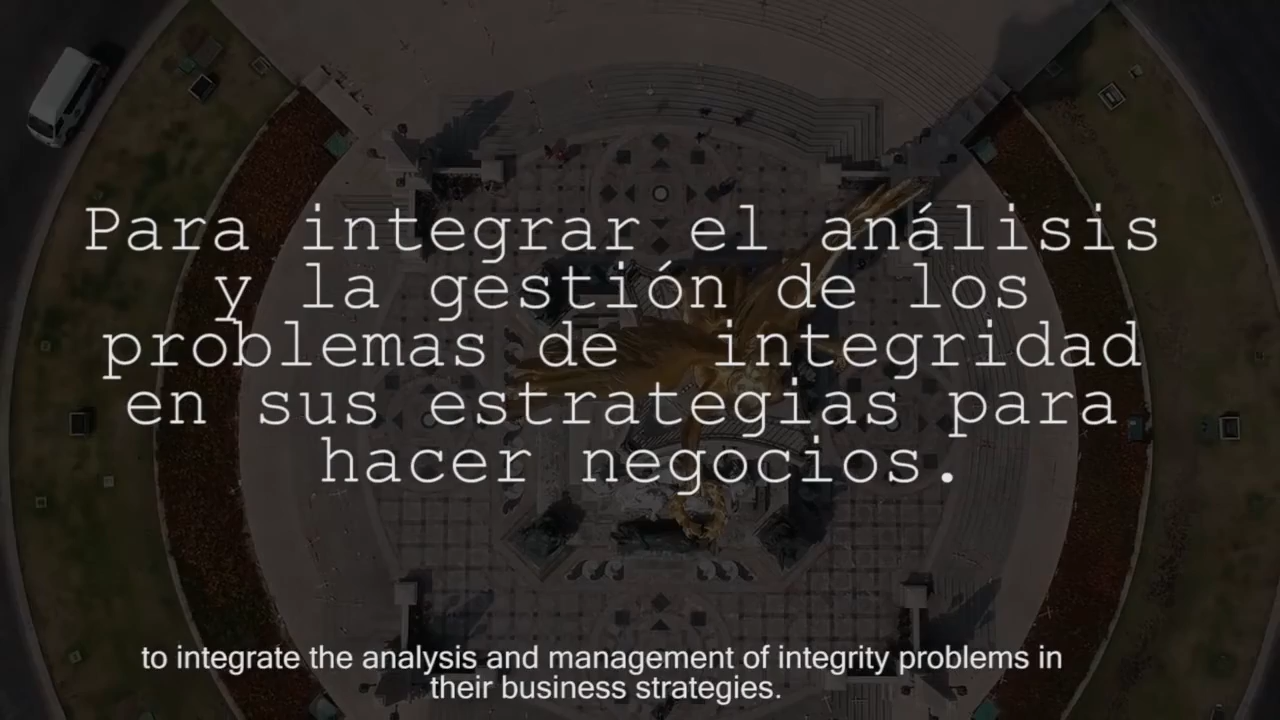 Para integrar el análisis
y la gestión de los
problemas de integridad
en sus estrategias para
hacer negocios.
to integrate the analysis and management of integrity problems in
their business strategies.